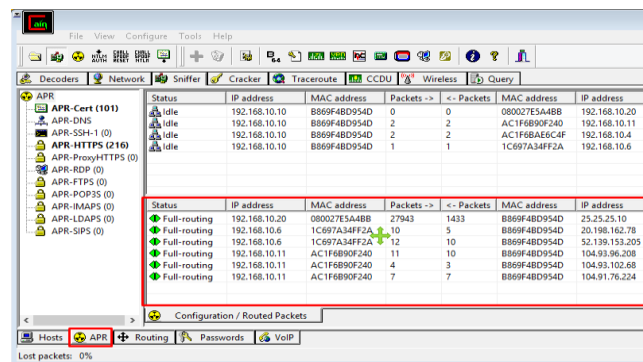 Cain
File View Configure Tools Help
Decoders Network Sniffer Cracker Traceroute CCDU Wireless Query
APR
APR-Cert (101)
APR-DNS
APR-SSH-1 (0)
APR-HTTPS (216)
APR-ProxyHTTPS (0)
APR-RDP (0)
APR-FTPS (0)
APR-POP3S (0)
APR-IMAPS (0)
APR-LDAPS (0)
APR-SIPS (0)
Status IP address MAC address Packets -> <- Packets MAC address IP address
Idle 192.168.10.10 B869F4BD954D 0 0 080027E5A4BB 192.168.10.20
Idle 192.168.10.10 B869F4BD954D 2 2 AC1F6B90F240 192.168.10.11
Idle 192.168.10.10 B869F4BD954D 2 2 AC1F6BAE6C4F 192.168.10.4
Idle 192.168.10.10 B869F4BD954D 1 1 1C697A34FF2A 192.168.10.6
Status IP address MAC address Packets -> <- Packets MAC address IP address
Full-routing 192.168.10.20 080027E5A4BB 27943 1433 B869F4BD954D 25.25.25.10
Full-routing 192.168.10.6 1C697A34FF2A 10 5 B869F4BD954D 20.198.162.78
Full-routing 192.168.10.6 1C697A34FF2A 12 10 B869F4BD954D 52.139.153.205
Full-routing 192.168.10.11 AC1F6B90F240 11 10 B869F4BD954D 104.93.96.208
Full-routing 192.168.10.11 AC1F6B90F240 4 3 B869F4BD954D 104.93.102.68
Full-routing 192.168.10.11 AC1F6B90F240 7 7 B869F4BD954D 104.91.76.224
Configuration / Routed Packets
Hosts APR Routing Passwords VoIP
Lost packets: 0%